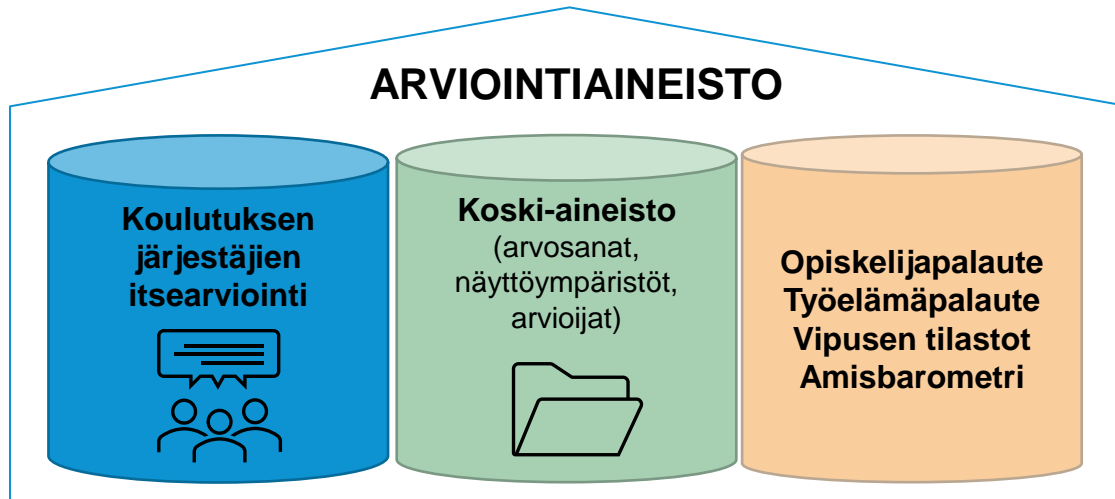 ARVIOINTIAINEISTO
Koulutuksen
järjestäjien
itsearviointi
Koski-aineisto
(arvosanat,
näyttöympäristöt,
arvioijat)
Opiskelijapalaute
Työelämäpalaute
Vipusen tilastot
Amisbarometri